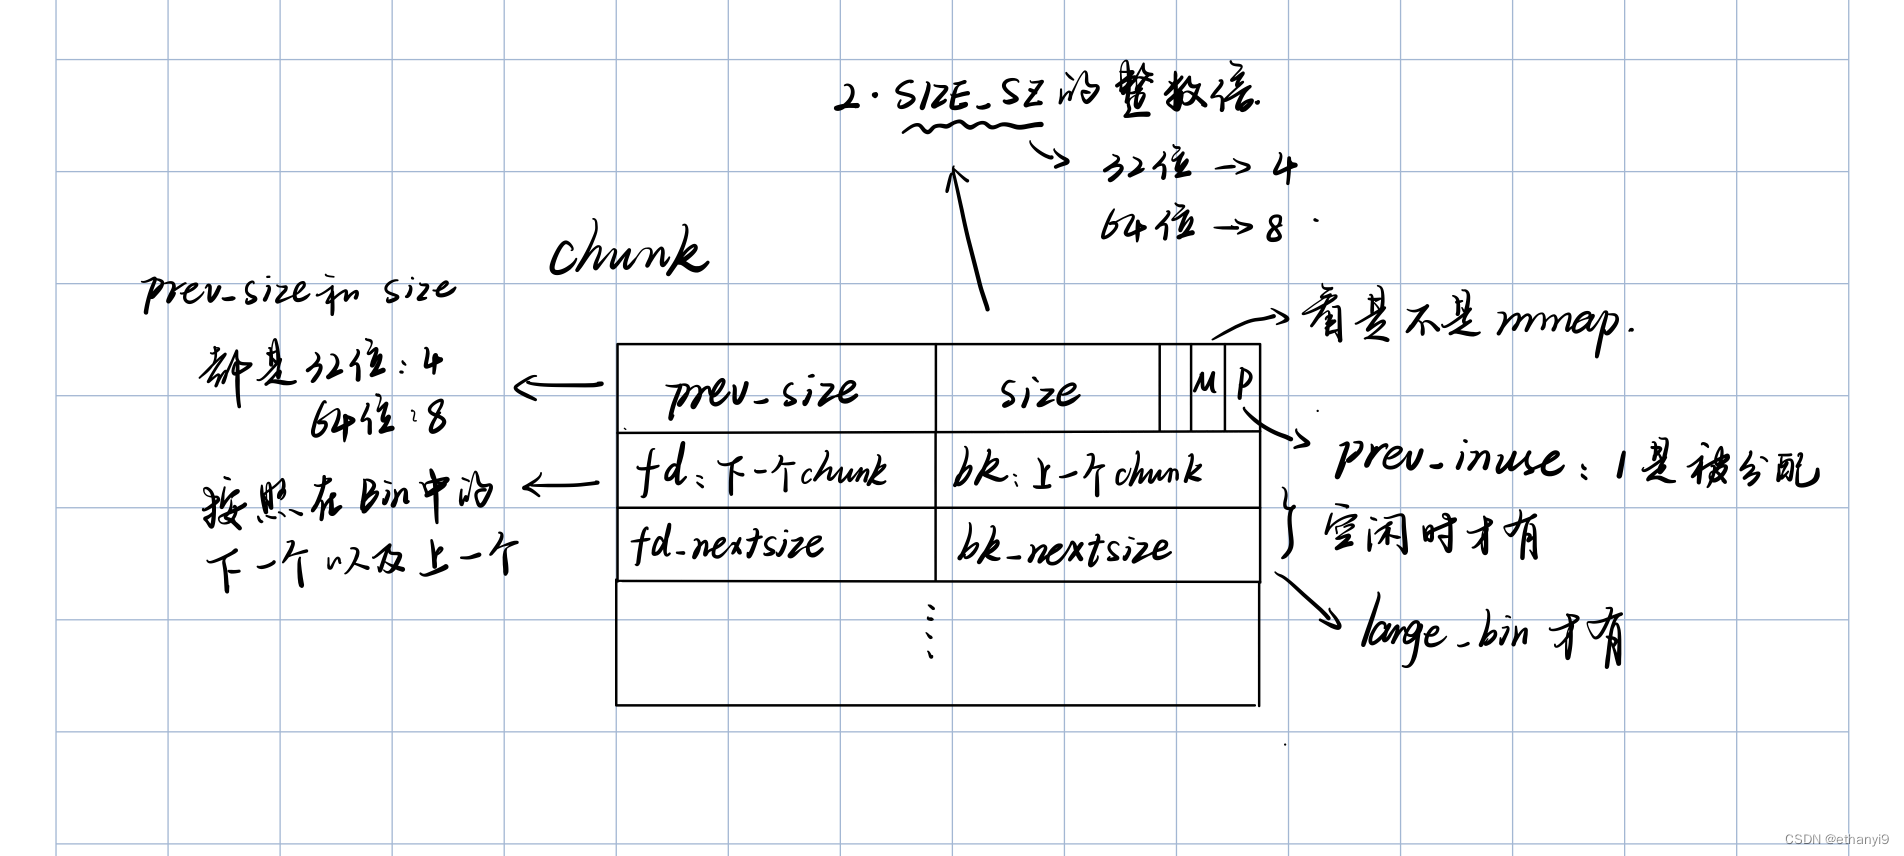 2·SIZE_SZ的整数倍.
32位 → 4
64位 → 8
chunk
prev_size和 size
都是32位:4
64位:8
按照在Bin中的
下一个以及上一个
prev_size
size
M
P
fd:下一个chunk
bk:上一个chunk
fd_nextsize
bk_nextsize
看是不是 mmap.
prev_inuse:1是被分配
空闲时才有
large_bin 才有
CSDN @ethanyi9